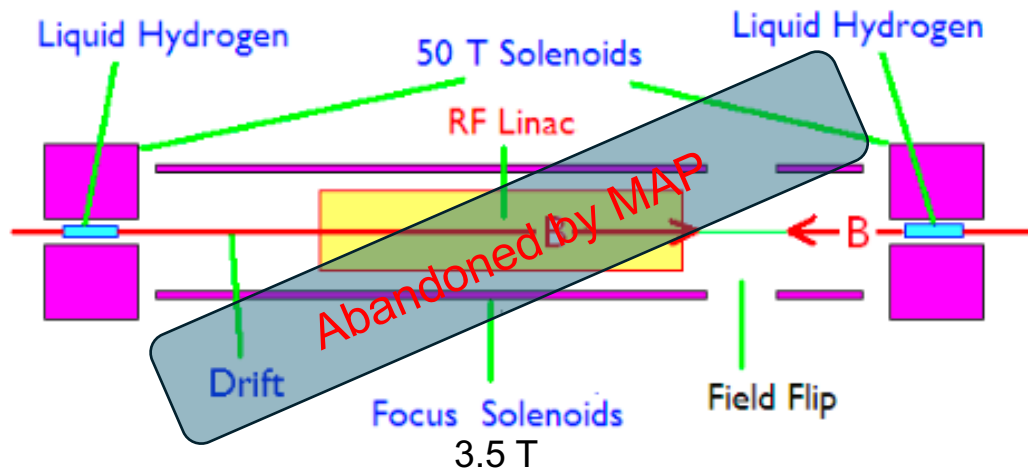 Liquid Hydrogen
50 T Solenoids
Liquid Hydrogen
RF Linac
Abandoned by MAP
B
B
Drift
Focus Solenoids
3.5 T
Field Flip